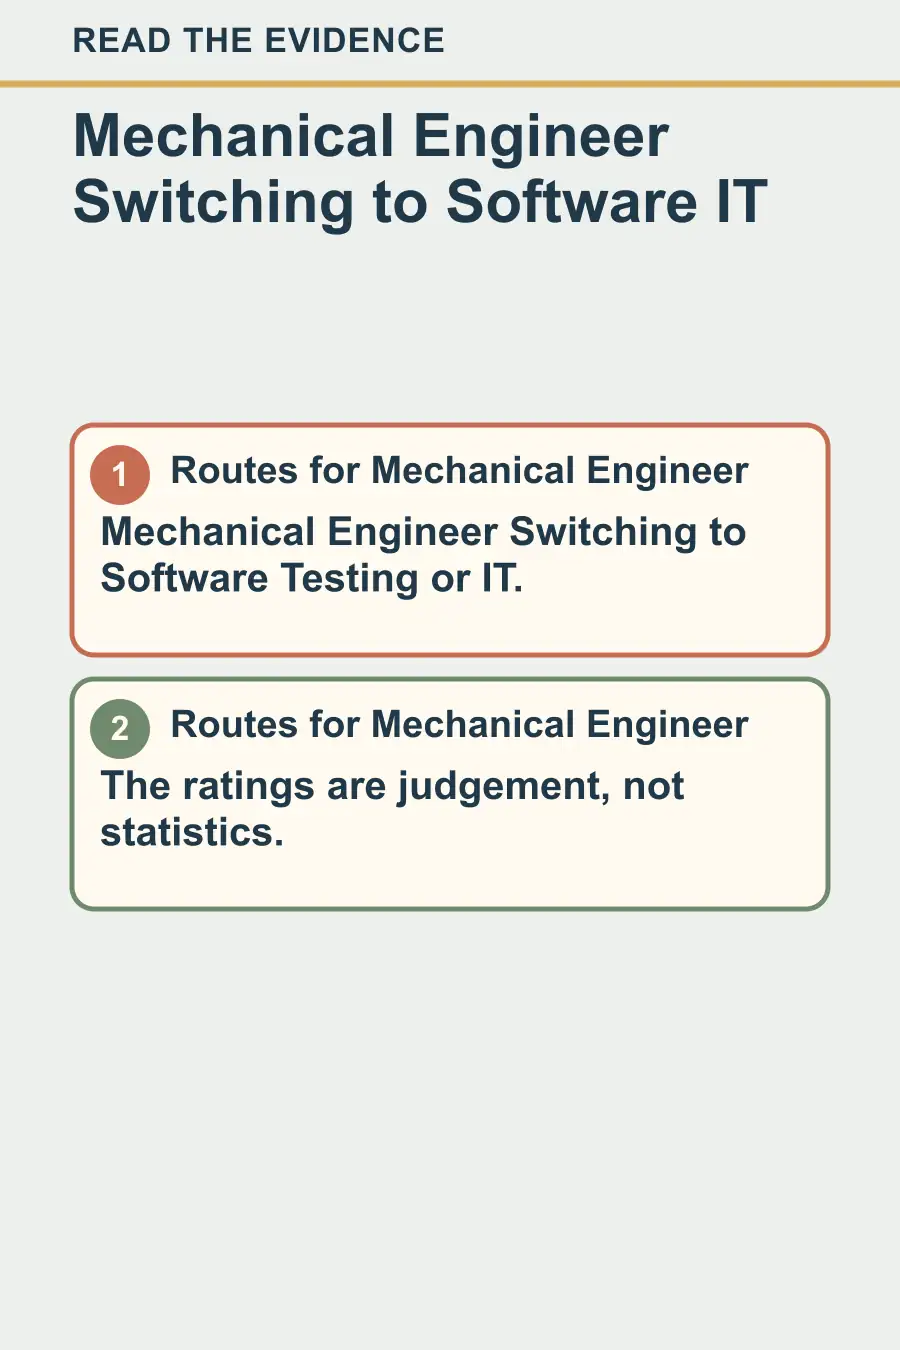 READ THE EVIDENCE
Mechanical Engineer
Switching to Software IT
1 Routes for Mechanical Engineer
Mechanical Engineer Switching to
Software Testing or IT.
2 Routes for Mechanical Engineer
The ratings are judgement, not
statistics.